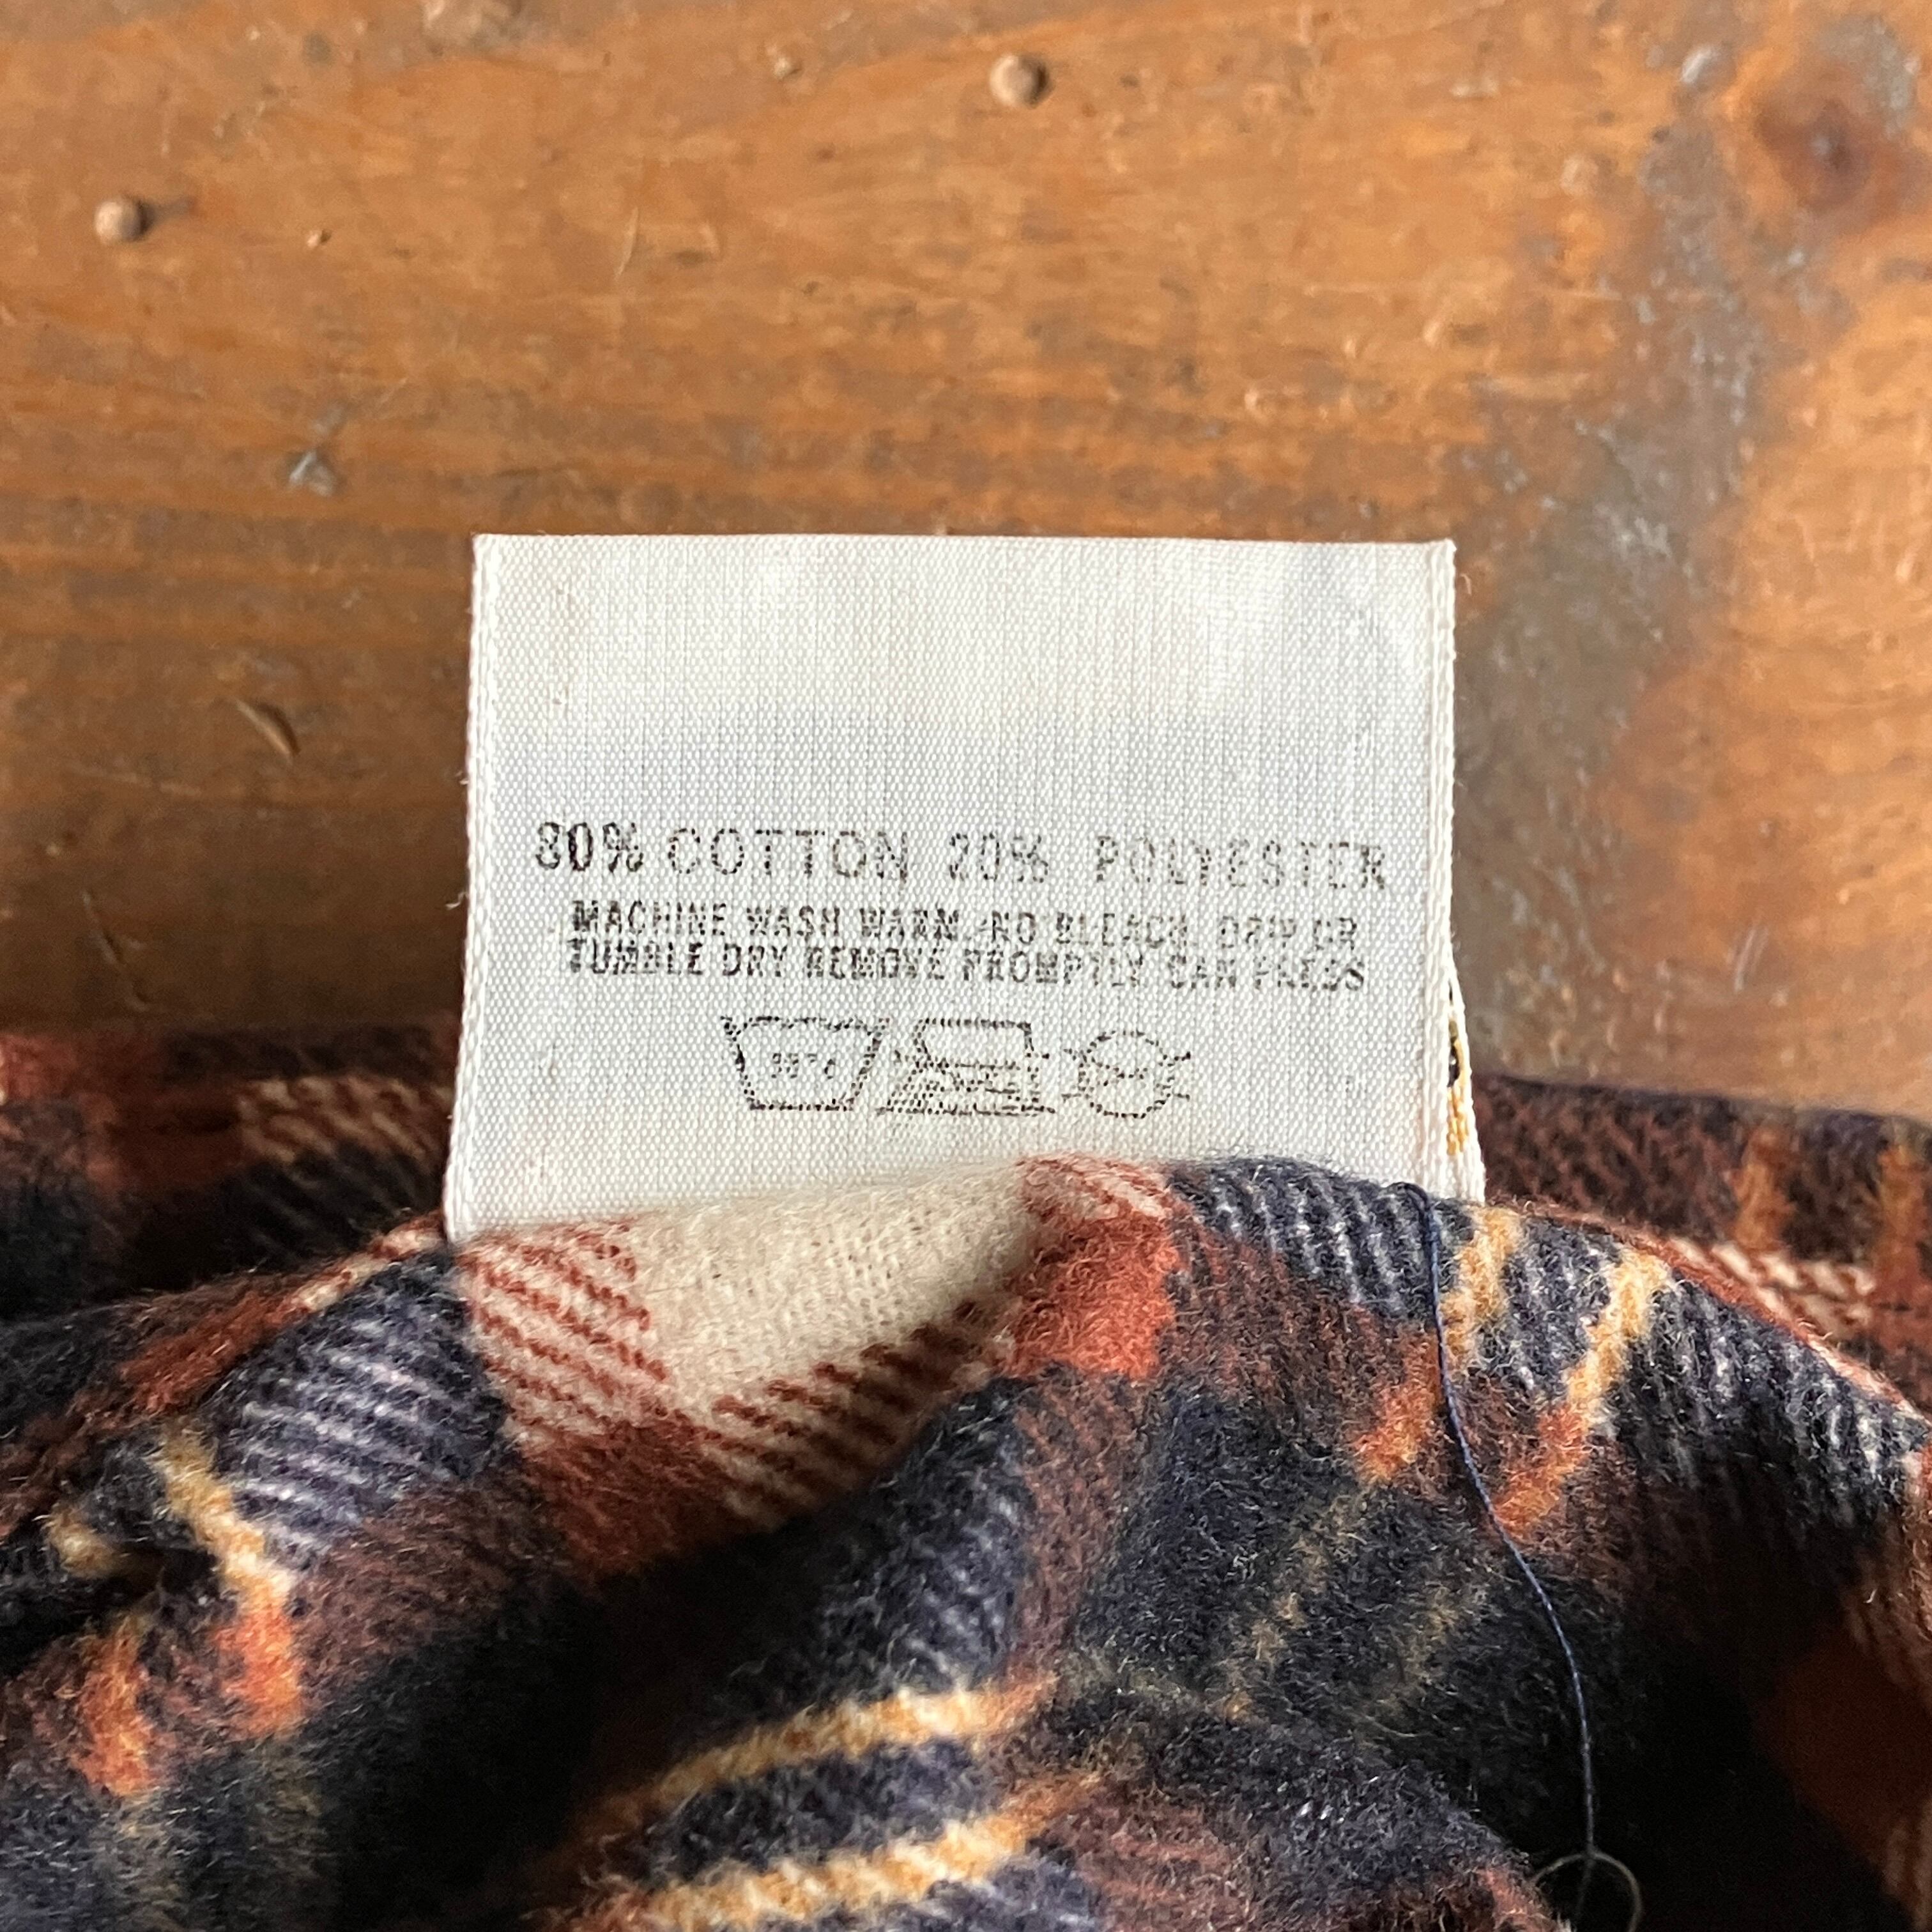 80% COTTON 20% POLYESTER
MACHINE WASH WARM, NO BLEACH, DRIP OR
TUMBLE DRY REMOVE PROMPTLY CAN PRESS